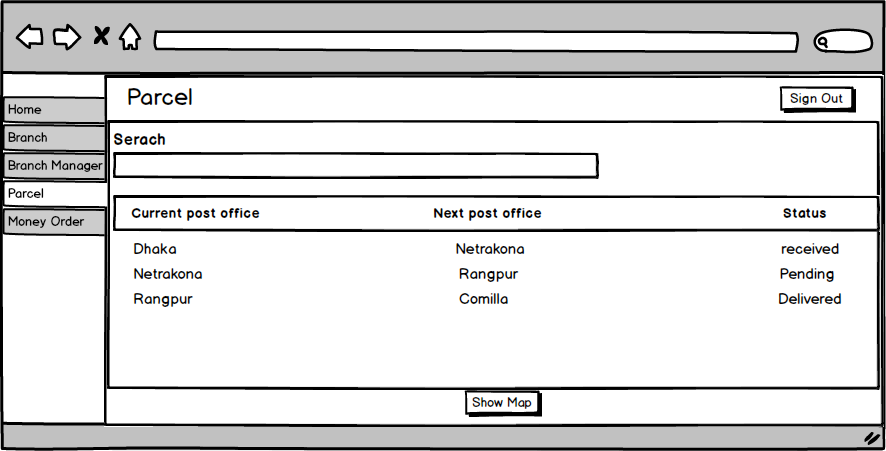 Parcel
Sign Out
Home
Branch
Branch Manager
Parcel
Money Order
Serach
Current post office Next post office Status
Dhaka Netrakona received
Netrakona Rangpur Pending
Rangpur Comilla Delivered
Show Map